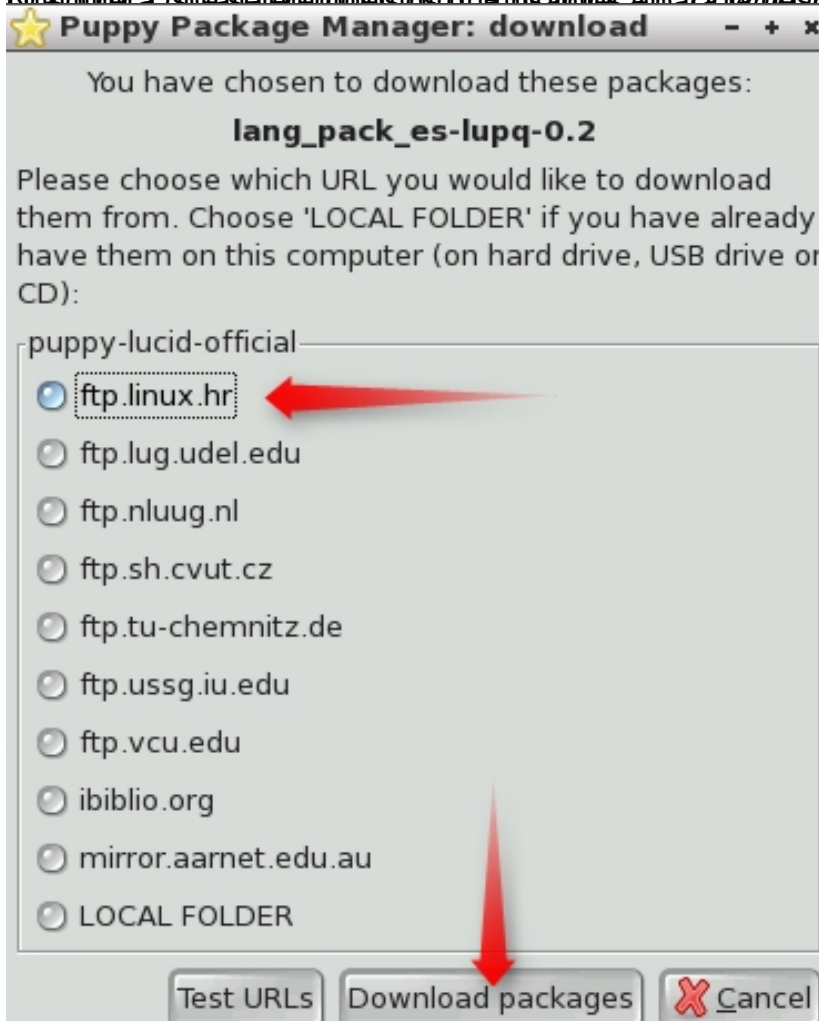 Puppy Package Manager: download
You have chosen to download these packages:
lang_pack_es-lupq-0.2
Please choose which URL you would like to download
them from. Choose 'LOCAL FOLDER' if you have already
have them on this computer (on hard drive, USB drive or
CD):
puppy-lucid-official
ftp.linux.hr
ftp.lug.udel.edu
ftp.nluug.nl
ftp.sh.cvut.cz
ftp.tu-chemnitz.de
ftp.ussg.iu.edu
ftp.vcu.edu
ibiblio.org
mirror.aarnet.edu.au
LOCAL FOLDER
Test URLs Download packages Cancel